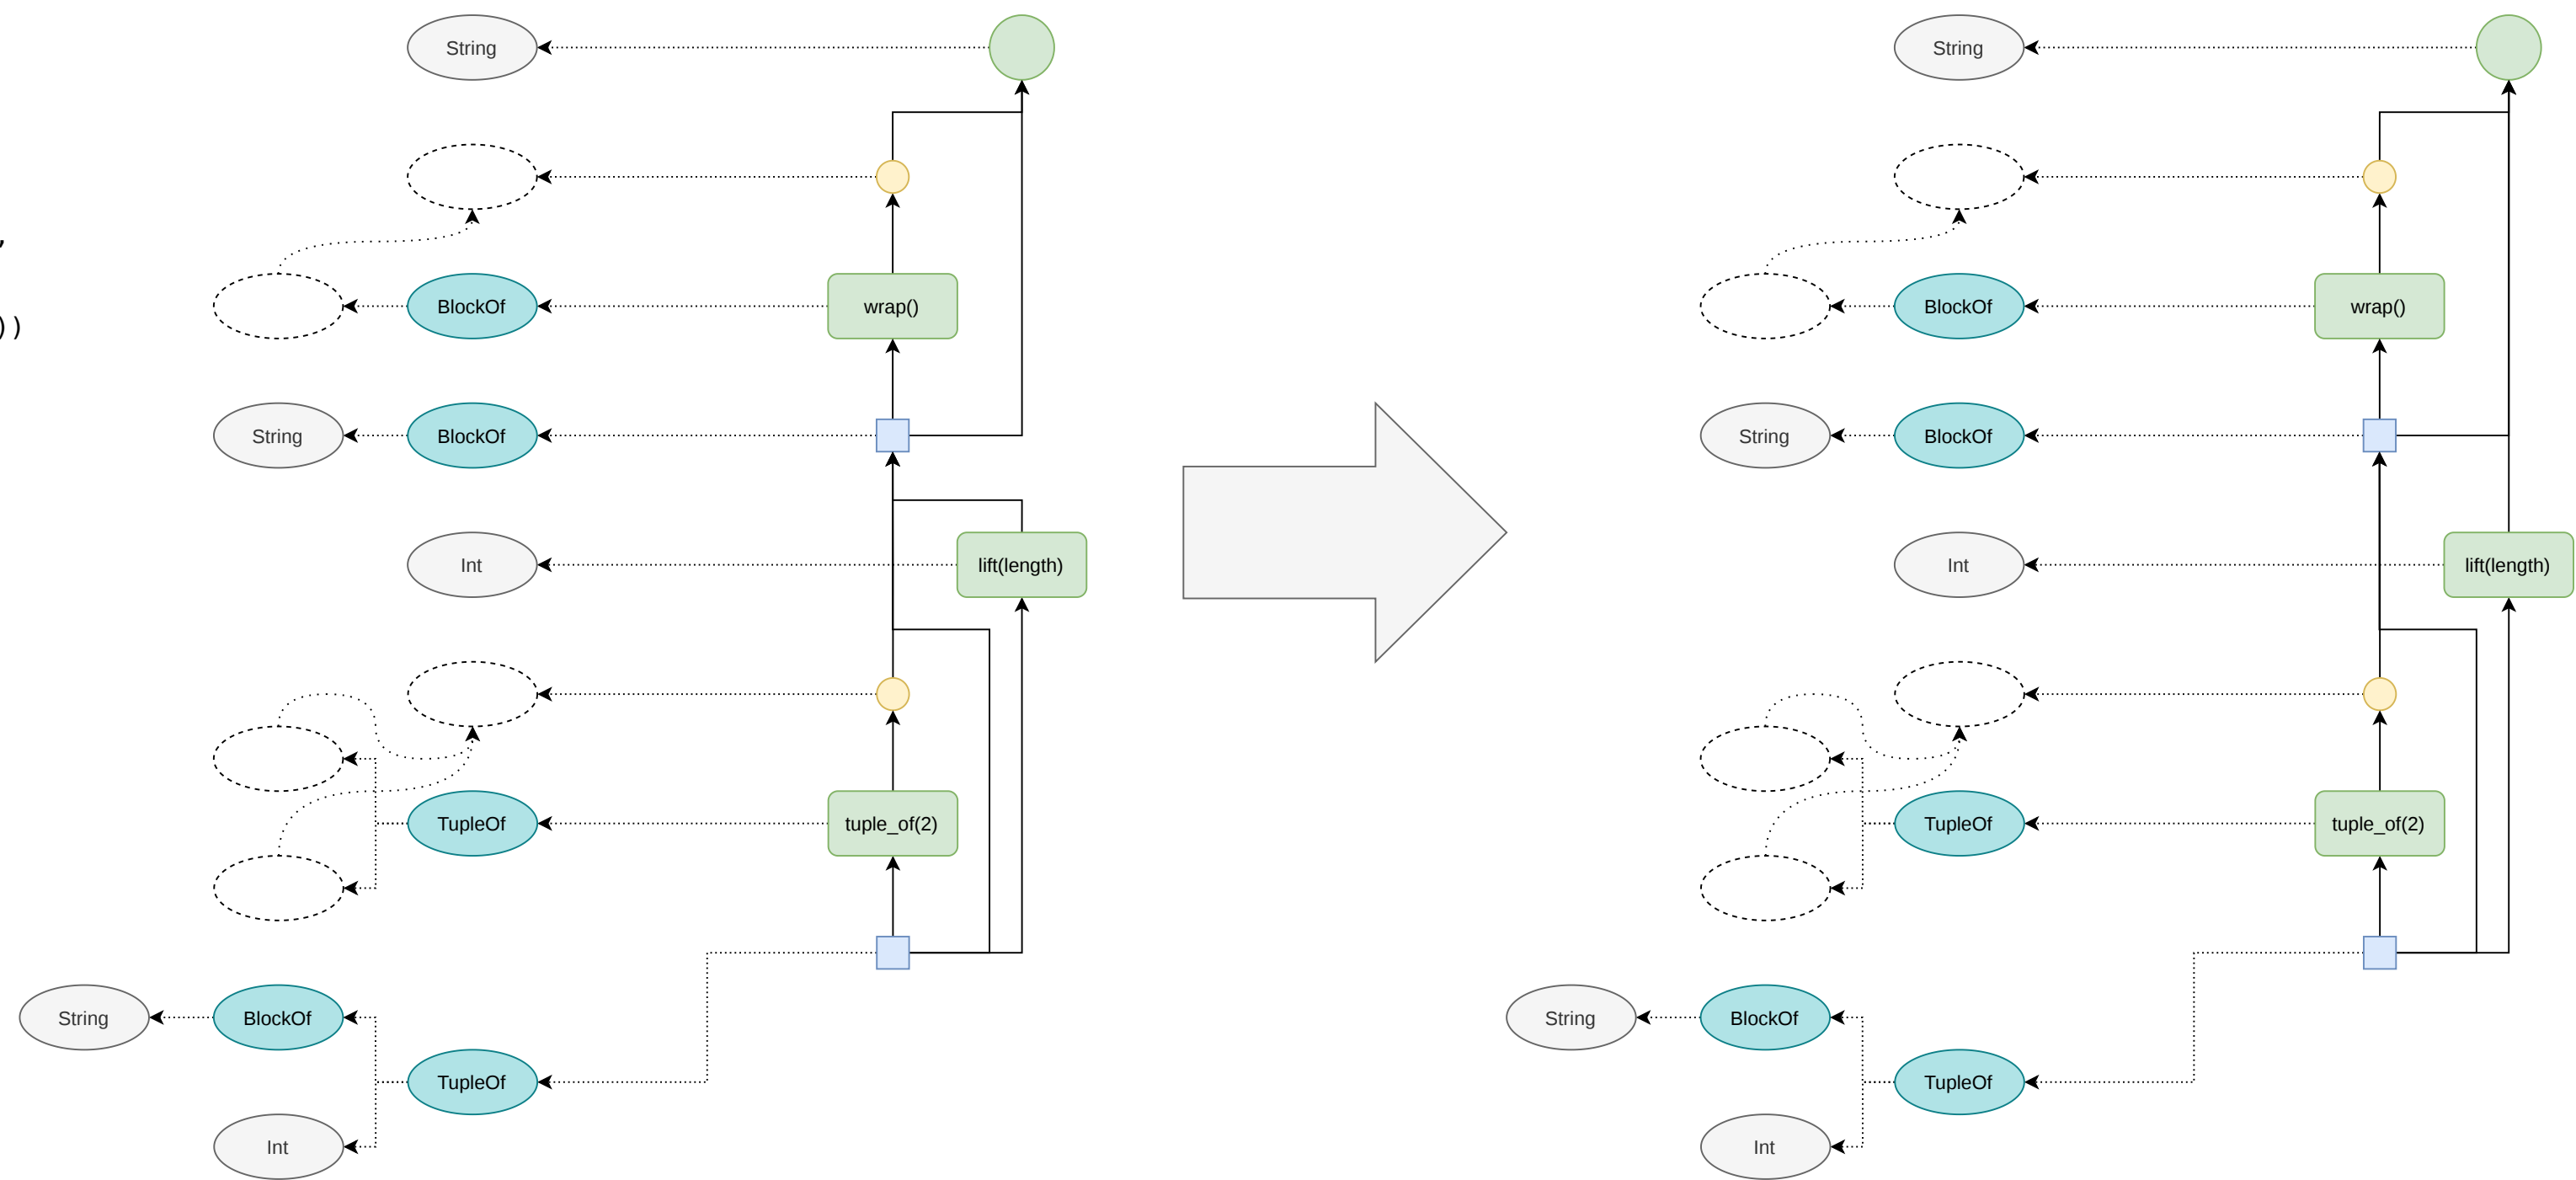 String
String
,
BlockOf
wrap()
BlockOf
wrap()
))
String
BlockOf
String
BlockOf
Int
lift(length)
Int
lift(length)
TupleOf
tuple_of(2)
TupleOf
tuple_of(2)
String
BlockOf
String
BlockOf
TupleOf
TupleOf
Int
Int